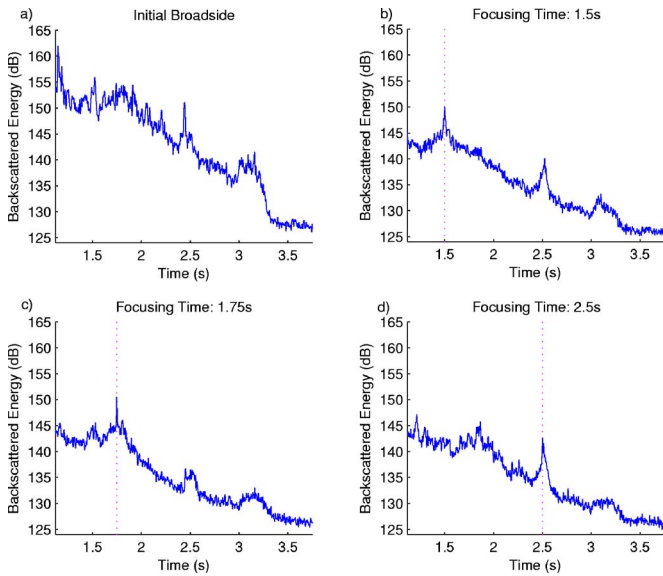 a) Initial Broadside
165
160
155
150
145
140
135
130
125
Backscattered Energy (dB)
1.5 2 2.5 3 3.5
Time (s)
b) Focusing Time: 1.5s
165
160
155
150
145
140
135
130
125
Backscattered Energy (dB)
1.5 2 2.5 3 3.5
Time (s)
c) Focusing Time: 1.75s
165
160
155
150
145
140
135
130
125
Backscattered Energy (dB)
1.5 2 2.5 3 3.5
Time (s)
d) Focusing Time: 2.5s
165
160
155
150
145
140
135
130
125
Backscattered Energy (dB)
1.5 2 2.5 3 3.5
Time (s)